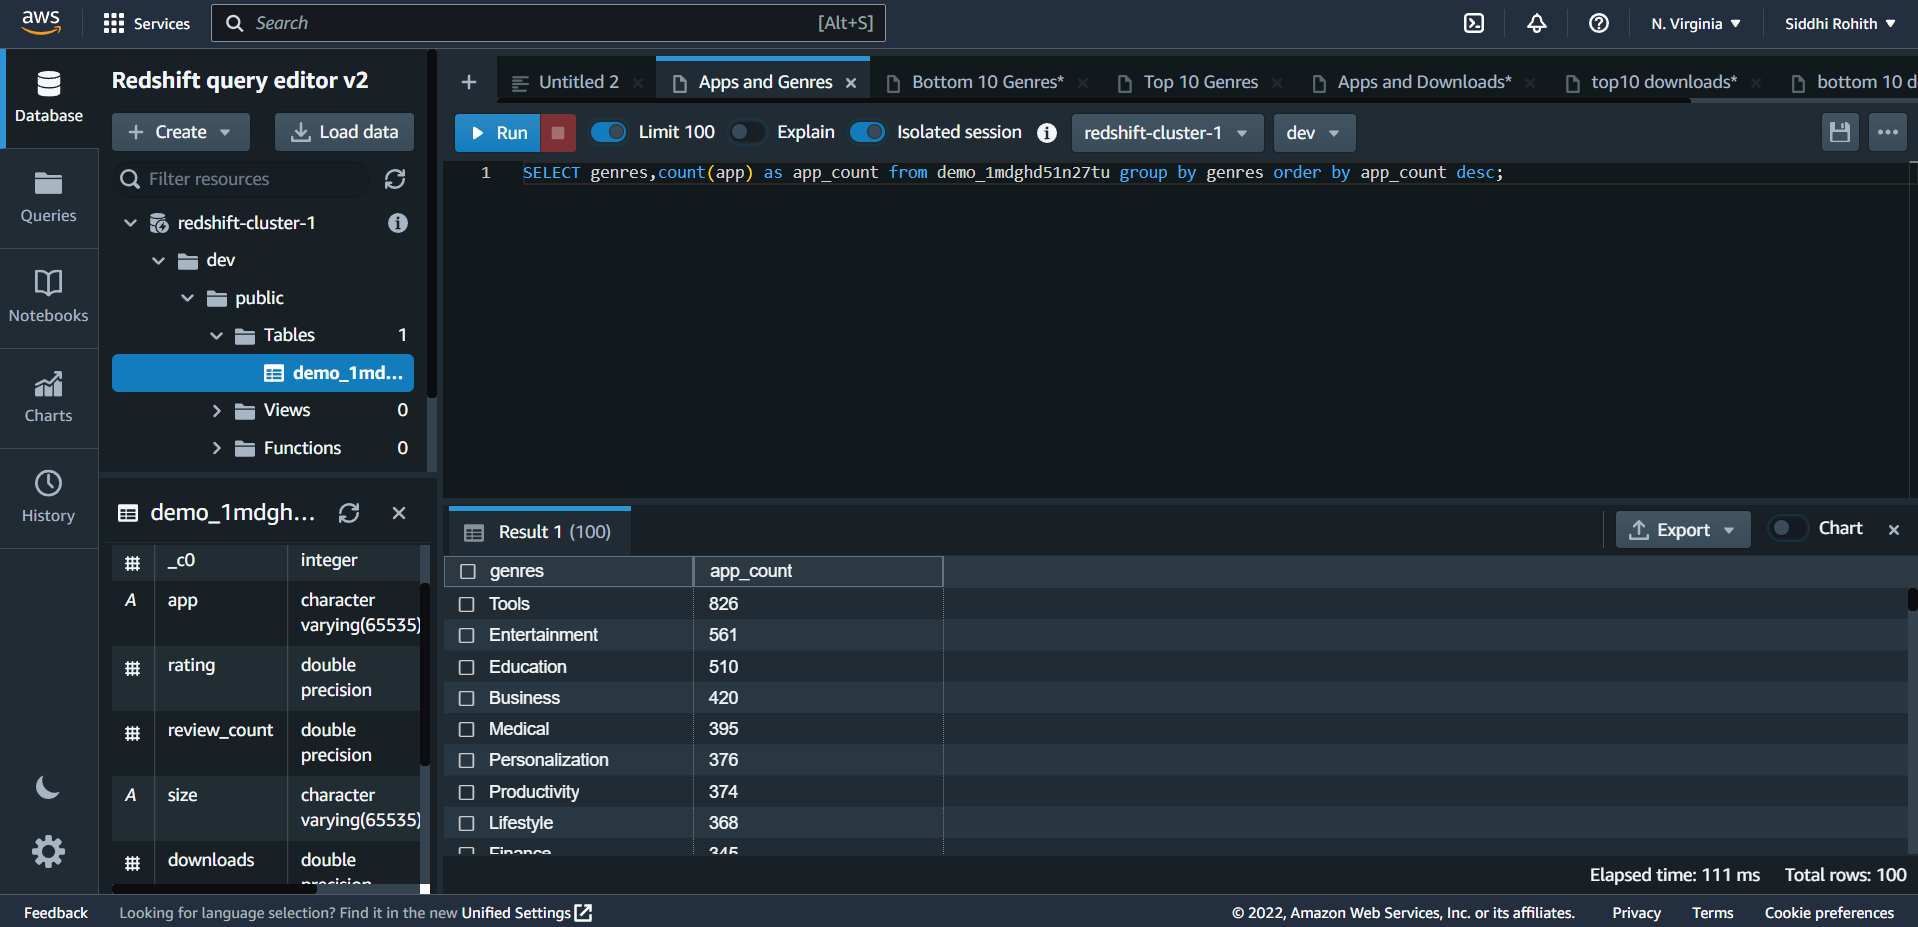 aws
Services
Search
[Alt+S]
N. Virginia
Siddhi Rohith
Database
Queries
Notebooks
Charts
History
Redshift query editor v2
Create
Load data
Filter resources
redshift-cluster-1
dev
public
Tables 1
demo_1md...
Views 0
Functions 0
demo_1mdgh...
_c0 integer
app character
varying(65535)
rating double
precision
review_count double
precision
size character
varying(65535)
downloads double
precision
Untitled 2
Apps and Genres
Bottom 10 Genres*
Top 10 Genres
Apps and Downloads*
top10 downloads*
bottom 10 d
Run
Limit 100
Explain
Isolated session
redshift-cluster-1
dev
1 SELECT genres,count(app) as app_count from demo_1mdghd51n27tu group by genres order by app_count desc;
Result 1 (100)
Export
Chart
genres app_count
Tools 826
Entertainment 561
Education 510
Business 420
Medical 395
Personalization 376
Productivity 374
Lifestyle 368
Finance 345
Elapsed time: 111 ms
Total rows: 100
Feedback
Looking for language selection? Find it in the new Unified Settings
© 2022, Amazon Web Services, Inc. or its affiliates.
Privacy
Terms
Cookie preferences